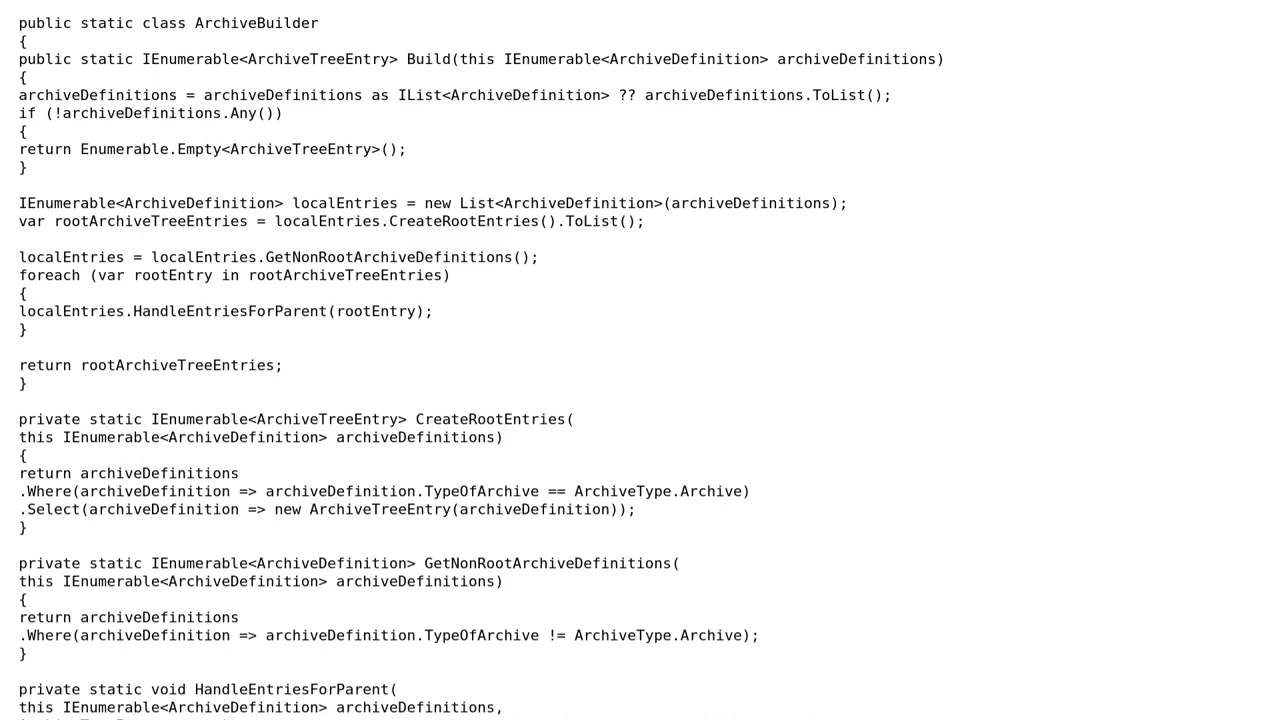 public static class ArchiveBuilder
{
public static IEnumerable<ArchiveTreeEntry> Build(this IEnumerable<ArchiveDefinition> archiveDefinitions)
{
archiveDefinitions = archiveDefinitions as IList<ArchiveDefinition> ?? archiveDefinitions.ToList();
if (!archiveDefinitions.Any())
{
return Enumerable.Empty<ArchiveTreeEntry>();
}

IEnumerable<ArchiveDefinition> localEntries = new List<ArchiveDefinition>(archiveDefinitions);
var rootArchiveTreeEntries = localEntries.CreateRootEntries().ToList();

localEntries = localEntries.GetNonRootArchiveDefinitions();
foreach (var rootEntry in rootArchiveTreeEntries)
{
localEntries.HandleEntriesForParent(rootEntry);
}

return rootArchiveTreeEntries;
}

private static IEnumerable<ArchiveTreeEntry> CreateRootEntries(
this IEnumerable<ArchiveDefinition> archiveDefinitions)
{
return archiveDefinitions
.Where(archiveDefinition => archiveDefinition.TypeOfArchive == ArchiveType.Archive)
.Select(archiveDefinition => new ArchiveTreeEntry(archiveDefinition));
}

private static IEnumerable<ArchiveDefinition> GetNonRootArchiveDefinitions(
this IEnumerable<ArchiveDefinition> archiveDefinitions)
{
return archiveDefinitions
.Where(archiveDefinition => archiveDefinition.TypeOfArchive != ArchiveType.Archive);
}

private static void HandleEntriesForParent(
this IEnumerable<ArchiveDefinition> archiveDefinitions,